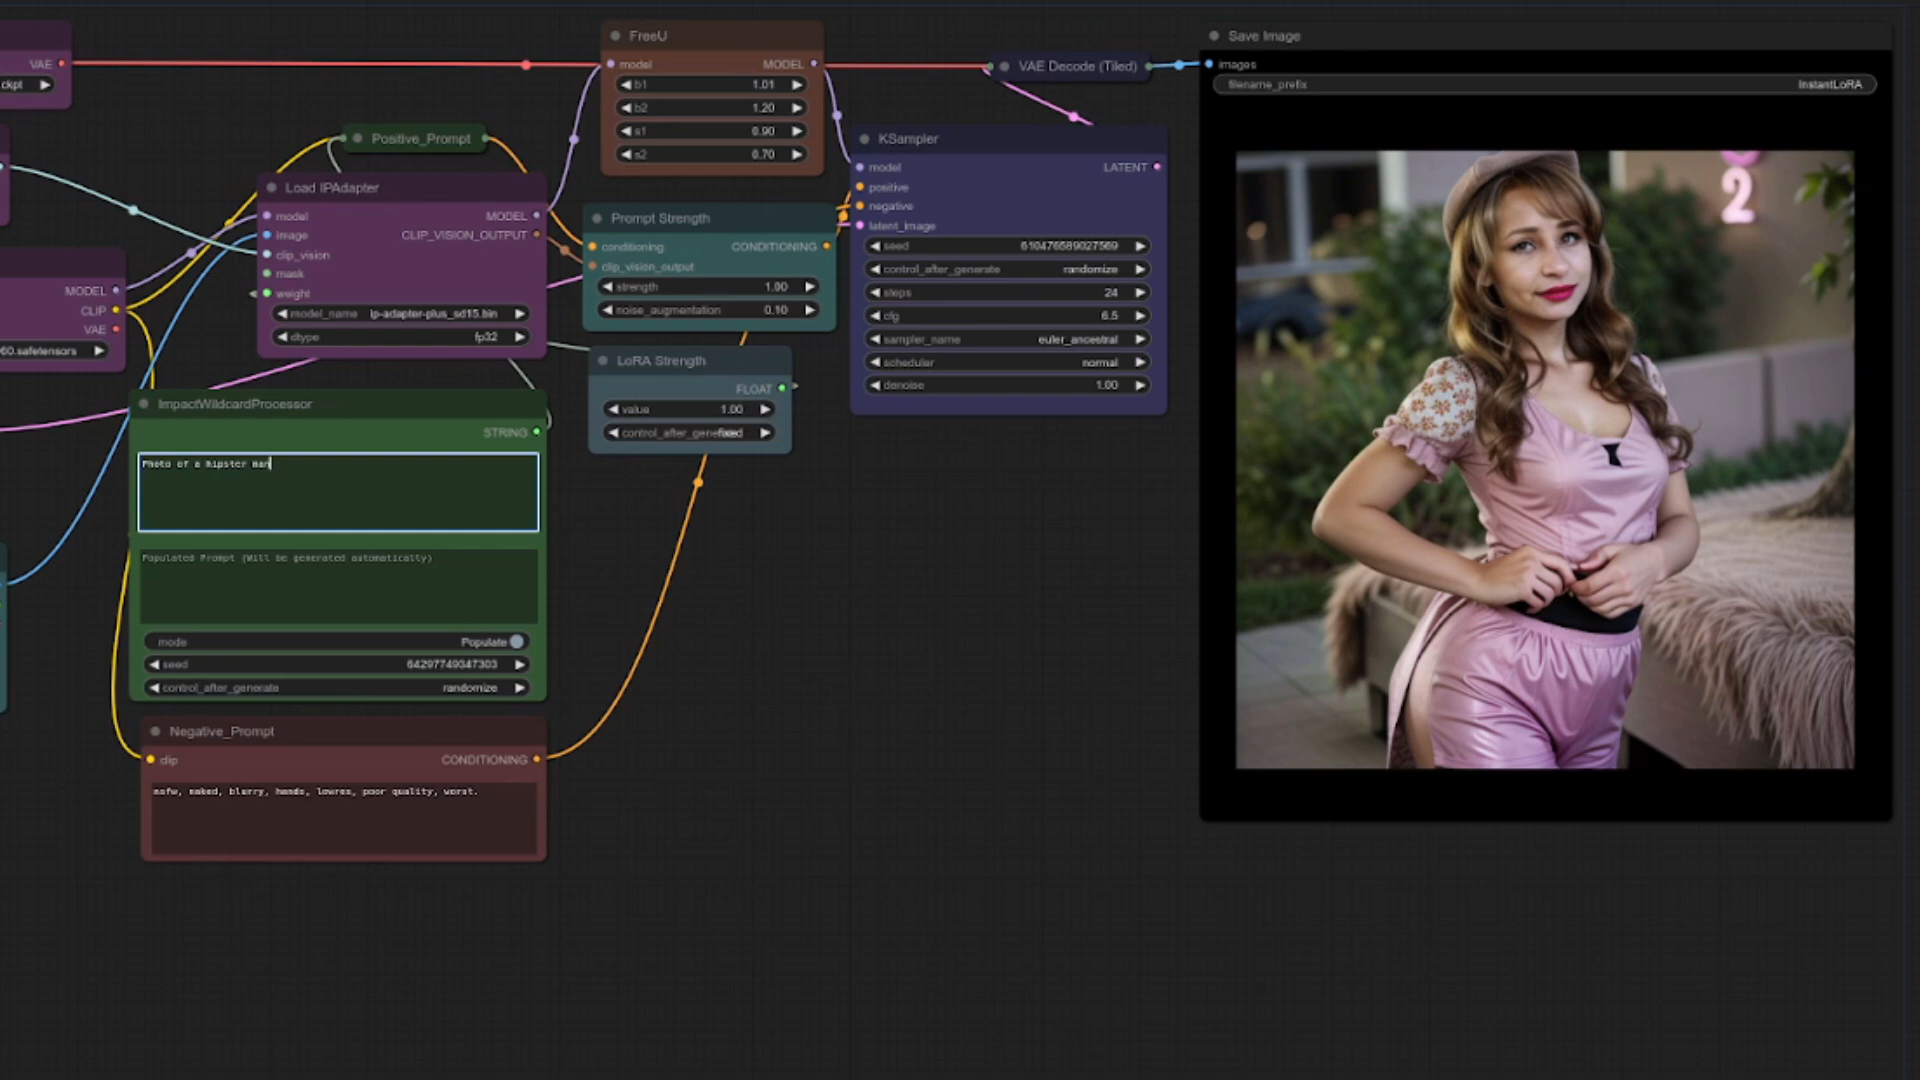 VAE
ckpt
MODEL
CLIP
VAE
60.safetensors
Positive_Prompt
Load IPAdapter
model MODEL
image CLIP_VISION_OUTPUT
clip_vision
mask
weight
model_name ip-adapter-plus_sd15.bin
dtype fp32
ImpactWildcardProcessor
STRING
Photo of a hipster man
Populated Prompt (Will be generated automatically)
mode Populate
seed 64297749347303
control_after_generate randomize
Negative_Prompt
clip CONDITIONING
nsfw, naked, blurry, hands, lowres, poor quality, worst.
FreeU
model MODEL
b1 1.01
b2 1.20
s1 0.90
s2 0.70
Prompt Strength
conditioning CONDITIONING
clip_vision_output
strength 1.00
noise_augmentation 0.10
LoRA Strength
FLOAT
value 1.00
control_after_gene fixed
VAE Decode (Tiled)
KSampler
model LATENT
positive
negative
latent_image
seed 610476589027569
control_after_generate randomize
steps 24
cfg 6.5
sampler_name euler_ancestral
scheduler normal
denoise 1.00
Save Image
images
filename_prefix InstantLoRA
2